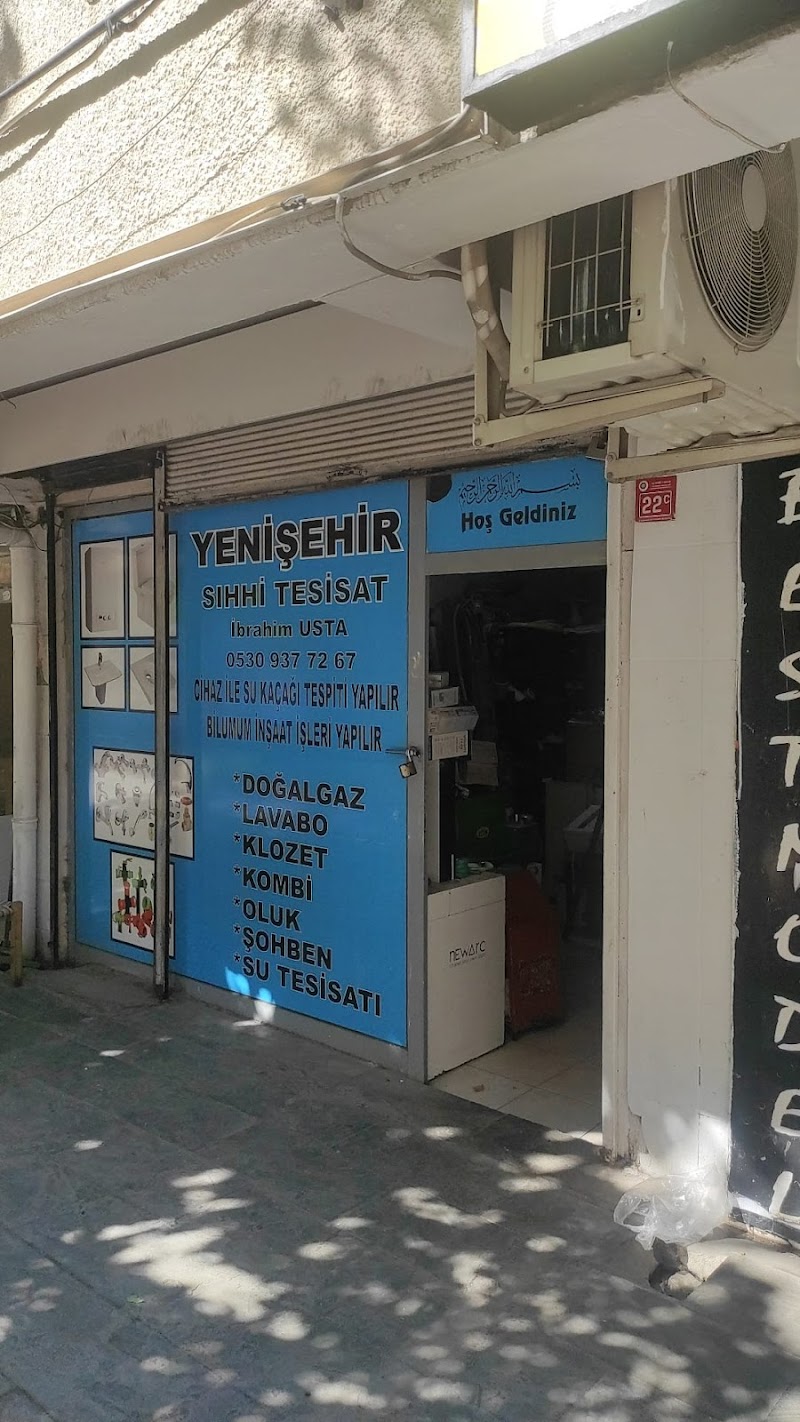 YENİŞEHİR
SIHHİ TESİSAT
İbrahim USTA
0530 937 72 67
CİHAZ İLE SU KAÇAĞI TESPİTİ YAPILIR
BİLUMUM İNŞAAT İŞLERİ YAPILIR
*DOĞALGAZ
*LAVABO
*KLOZET
*KOMBİ
*OLUK
*ŞOHBEN
*SU TESİSATI
بسم الله الرحمن الرحيم
Hoş Geldiniz
newarc
22C
BESTMODEL